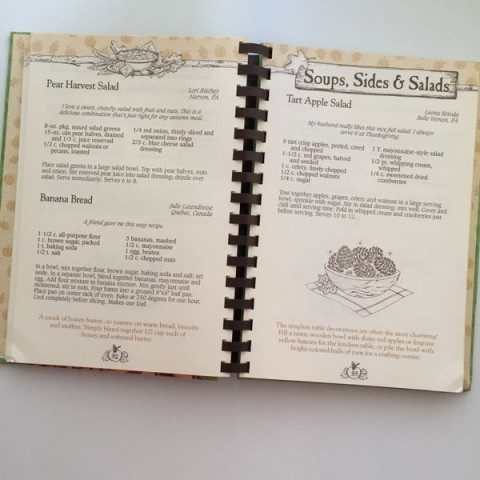 Pear Harvest Salad
Lori Ritchey
Narvon, PA
I love a sweet, crunchy salad with fruit and nuts. This is a
delicious combination that's just right for any autumn meal.
8-oz. pkg. mixed salad greens
15-oz. can pear halves, drained
and 1/2 c. juice reserved
1/2 c. chopped walnuts or
pecans, toasted
1/4 red onion, thinly sliced and
separated into rings
2/3 c. blue cheese salad
dressing
Place salad greens in a large salad bowl. Top with pear halves, nuts
and onion. Stir reserved pear juice into salad dressing; drizzle over
salad. Serve immediately. Serves 6 to 8.
Banana Bread
Julie
Quebec, Canada
A friend gave me this easy recipe.
1-1/2 c. all-purpose flour
1 c. brown sugar, packed
1 t. baking soda
1/2 t. salt
3 bananas, mashed
1/2 c. mayonnaise
1 egg, beaten
1/2 c. chopped nuts
In a bowl, mix together flour, brown sugar, baking soda and salt; set
aside. In a separate bowl, blend together bananas, mayonnaise and
egg. Add flour mixture to banana mixture. Mix gently just until
moistened; stir in nuts. Pour batter into a greased loaf pan.
Place pan on center rack of oven. Bake at 350 degrees for one hour.
Cool completely before slicing. Makes one loaf.
A crock of honey butter...so yummy on warm bread, biscuits
and muffins. Simply blend together 1/2 cup each of
honey and softened butter.
92
Soups, Sides & Salads
Tart Apple Salad
Leona
Belle Vernon, PA
My husband really likes this nice fall salad. I always
serve it at Thanksgiving.
6 tart crisp apples, peeled, cored
and chopped
1-1/2 c. red grapes, halved
and seeded
1 c. celery, finely chopped
1/2 c. chopped walnuts
1/4 c. sugar
1 T. mayonnaise-style salad
dressing
1/2 pt. whipping cream,
whipped
1/4 c. sweetened dried
cranberries
Toss together apples, grapes, celery and walnuts in a large serving
bowl; sprinkle with sugar. Stir in salad dressing; mix well. Cover and
chill until serving time. Fold in whipped cream and cranberries just
before serving. Serves 10 to 12.
The simplest table decorations are often the most charming!
Fill a wooden bowl with shiny red apples or fragrant
yellow lemons for the kitchen table, or pile the bowl with
bright-colored balls of yarn for a crafting corner.
93